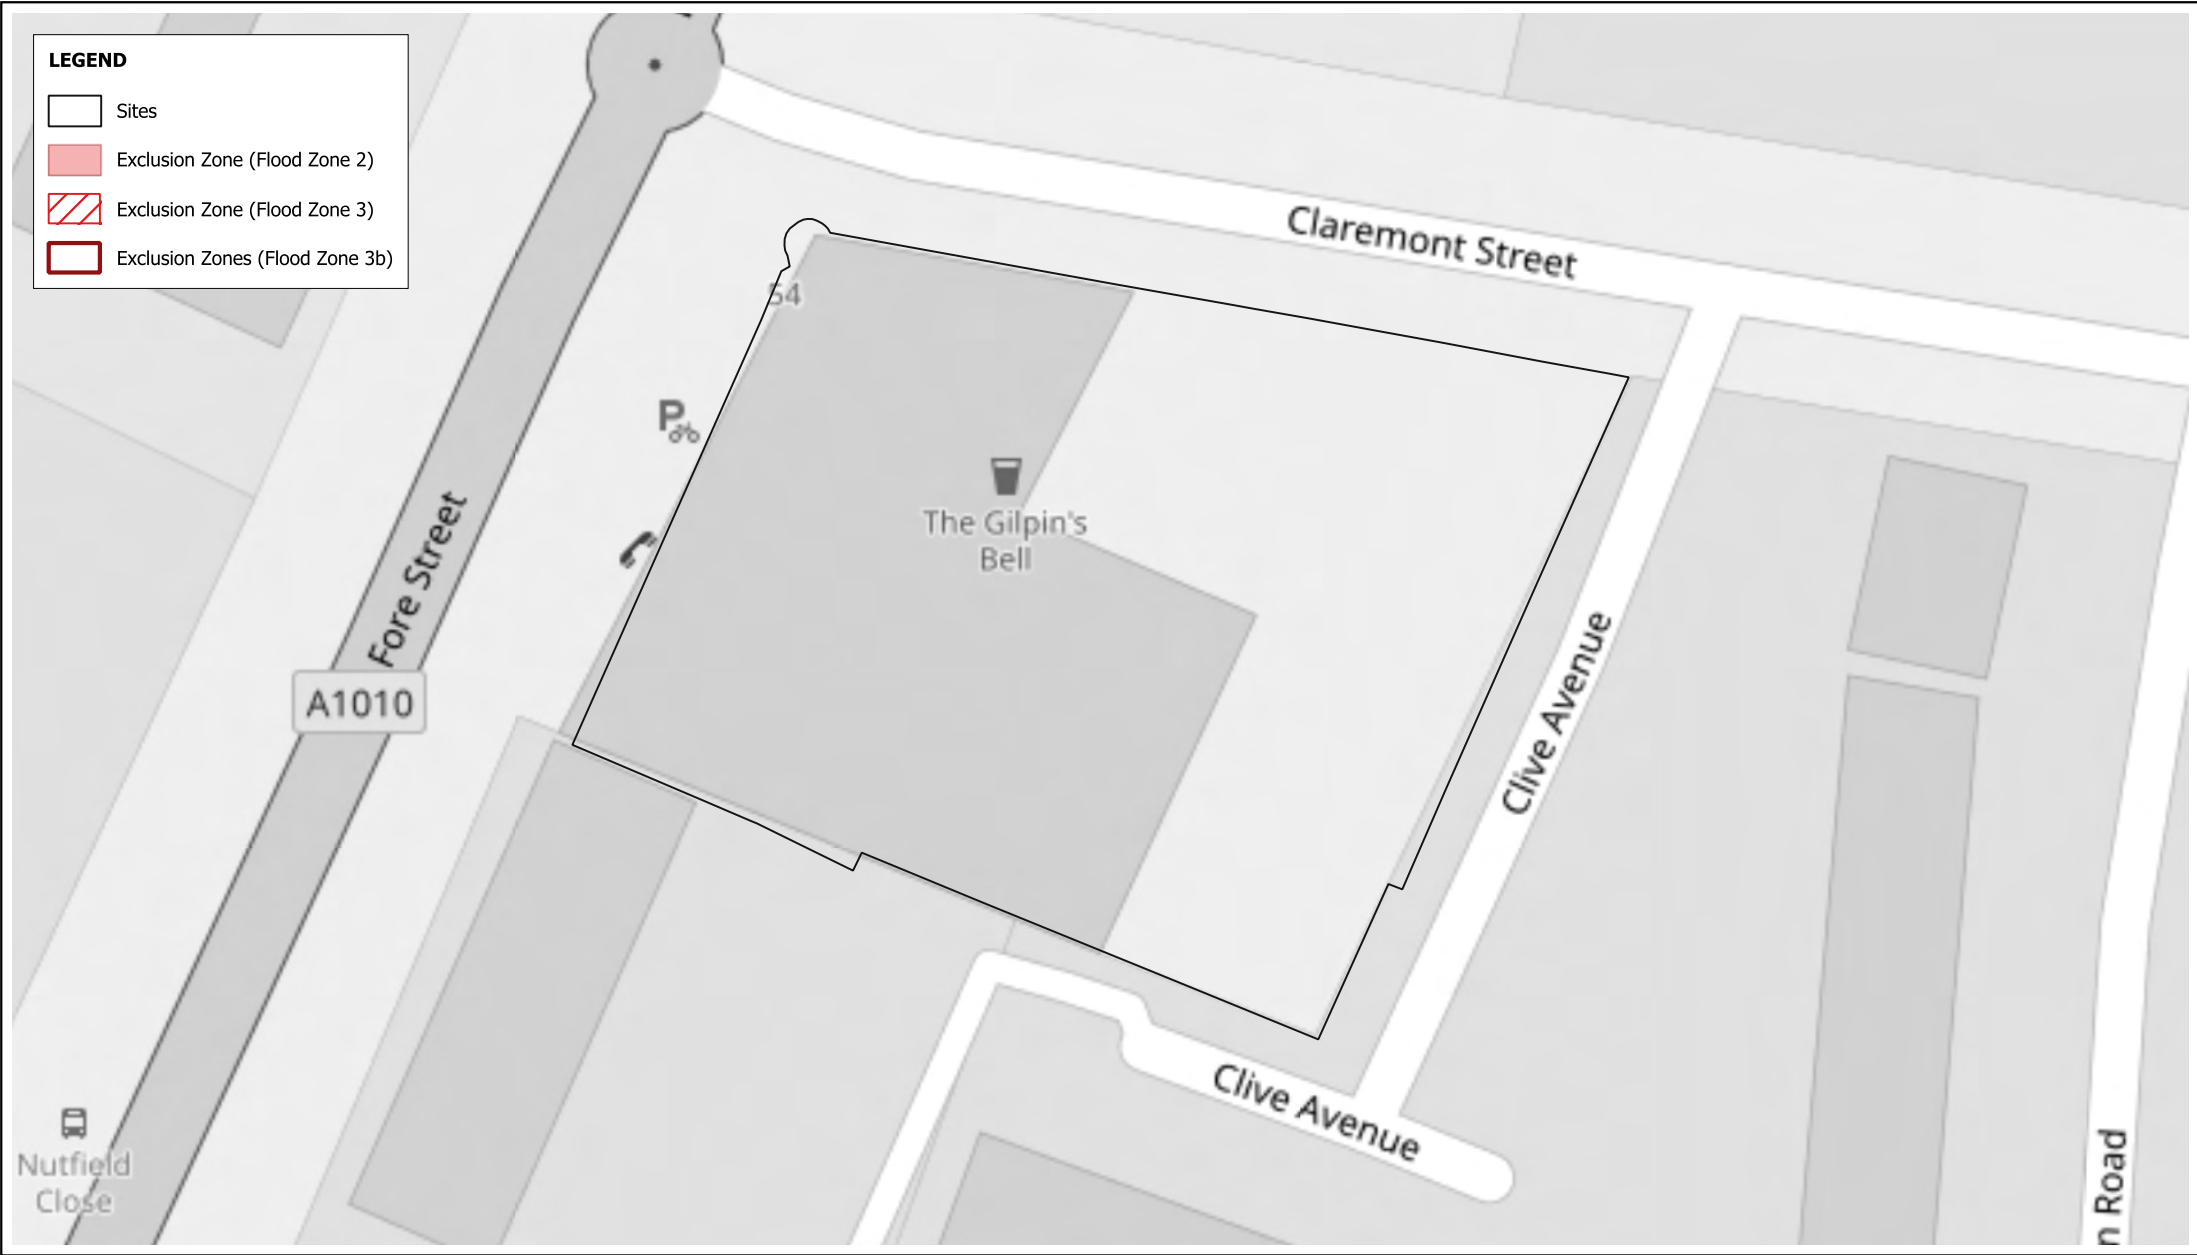 LEGEND
Sites
Exclusion Zone (Flood Zone 2)
Exclusion Zone (Flood Zone 3)
Exclusion Zones (Flood Zone 3b)
Claremont Street
54
P
The Gilpin's
Bell
Fore Street
A1010
Clive Avenue
Clive Avenue
Nutfield
Close
n Road